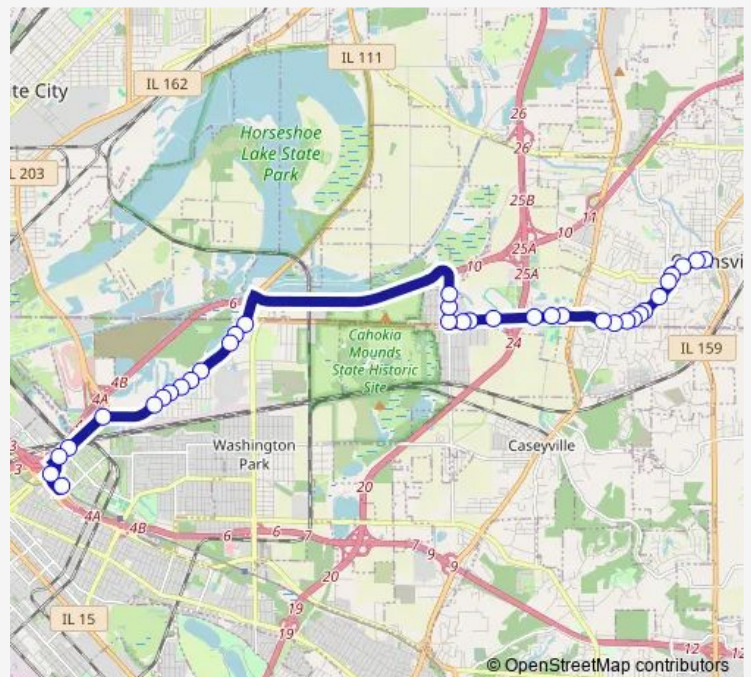 IL 111
IL 162
te City
Horseshoe
Lake State
Park
26
26
L 203
25B
11
10
25A
10
25A
6
IL 159
24
Cahokia
Mounds
State Historic
Site
4B
4A
Washington
Park
Caseyville
3
3
20
4A
4B
6
6
7
7
9
9
20
19
19
IL 15
12
12
© OpenStreetMap contributors